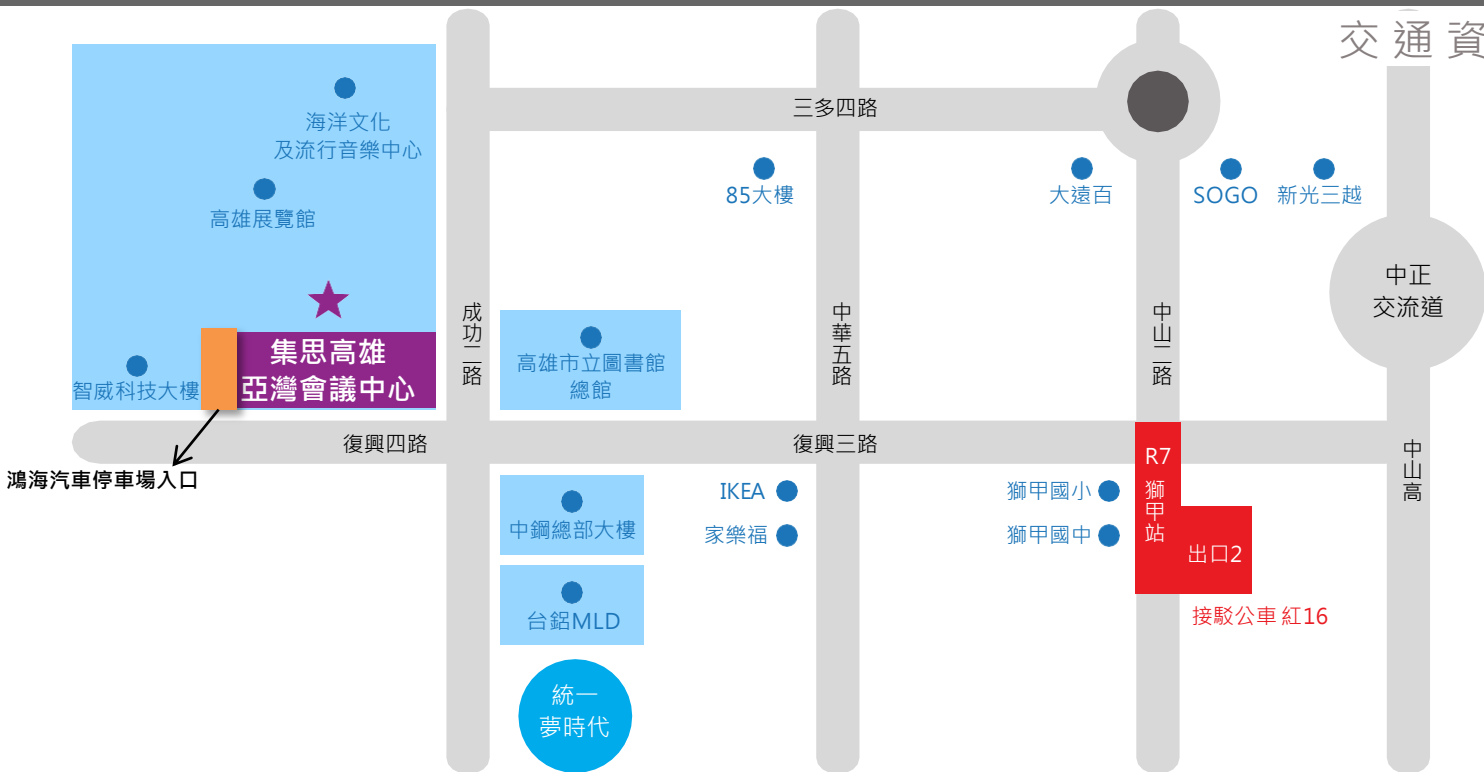 交通資
海洋文化
及流行音樂中心
三多四路
高雄展覽館
85大樓
大遠百
SOGO
新光三越
中正
交流道
成功二路
中華五路
中山二路
集思高雄
亞灣會議中心
智威科技大樓
高雄市立圖書館
總館
復興四路
復興三路
中山高
鴻海汽車停車場入口
R7
獅甲站
出口2
接駁公車 紅16
IKEA
家樂福
獅甲國小
獅甲國中
中鋼總部大樓
台鋁MLD
統一
夢時代